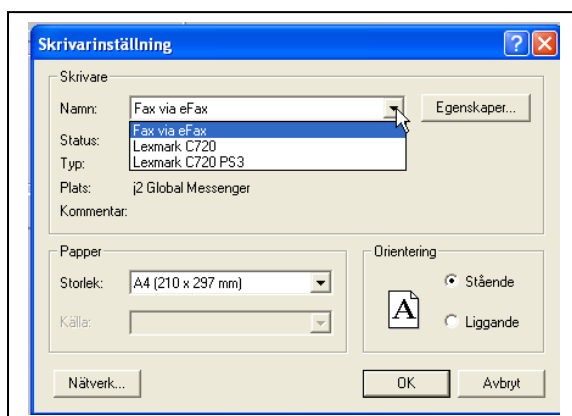 Skrivarinställning
Skrivare
Namn: Fax via eFax Egenskaper...
Fax via eFax
Status: Lexmark C720
Typ: Lexmark C720 PS3
Plats: j2 Global Messenger
Kommentar:
Papper
Storlek: A4 (210 x 297 mm)
Källa:
Orientering
A
Stående
Liggande
Nätverk... OK Avbryt